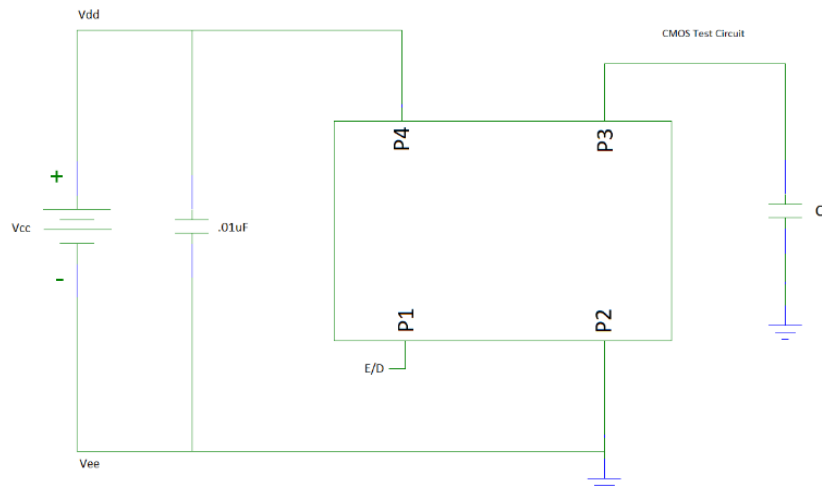 Vdd
CMOS Test Circuit
P4
P3
+
Vcc
.01uF
-
P1
P2
E/D
Vee